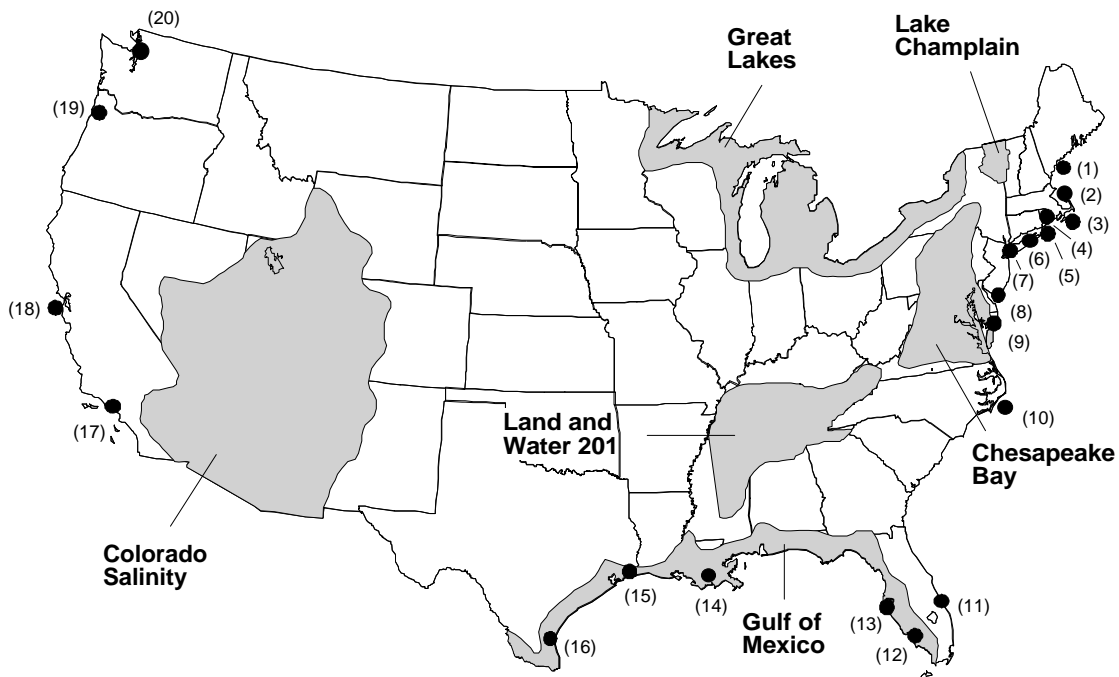 (20)
Great
Lakes
Lake
Champlain
(19)
(1)
(2)
(3)
(4)
(5)
(6)
(7)
(8)
(9)
(18)
(10)
(17)
Land and
Water 201
Chesapeake
Bay
Colorado
Salinity
(15)
(14)
(11)
(13)
(12)
(16)
Gulf of
Mexico